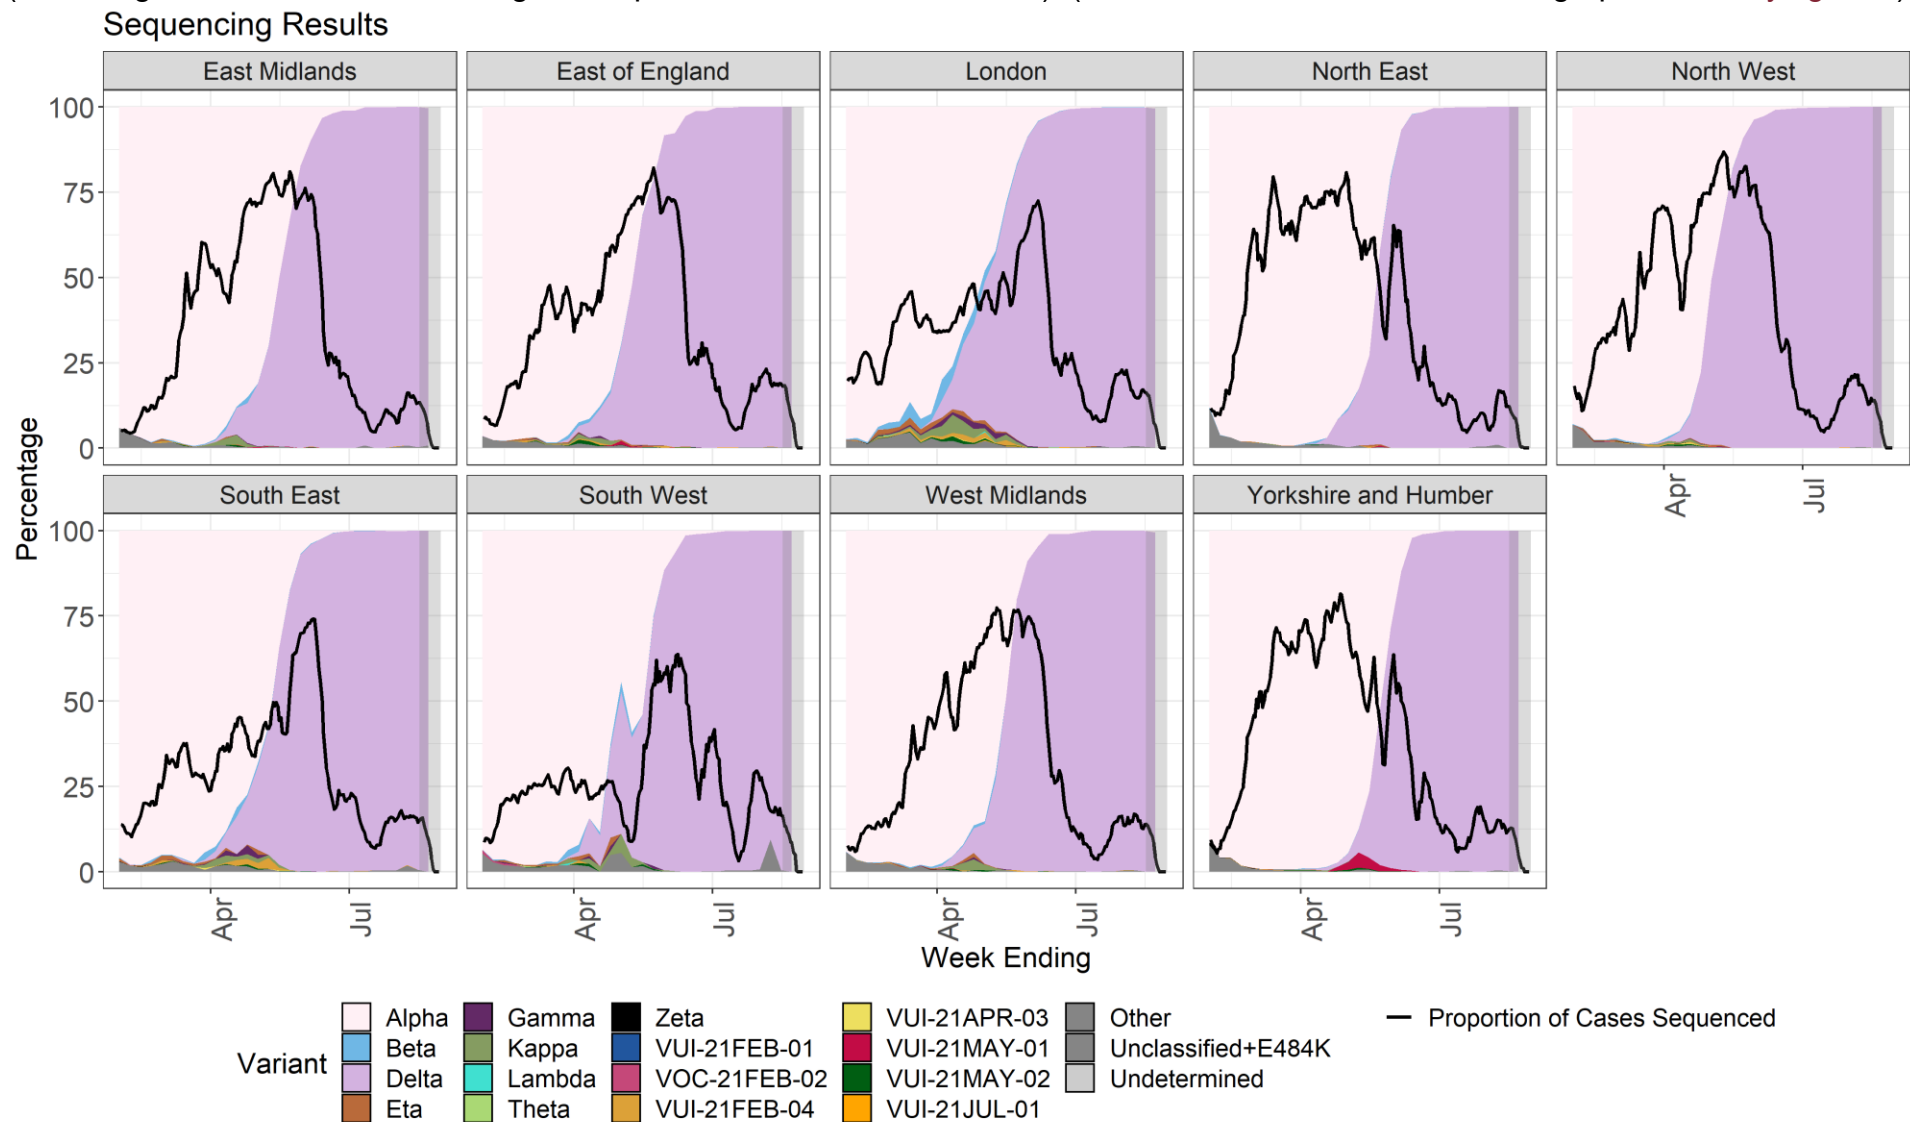 Sequencing Results
East Midlands
East of England
London
North East
North West
100
75
50
25
0
Apr
Jul
South East
South West
West Midlands
Yorkshire and Humber
100
75
50
25
0
Apr
Jul
Apr
Jul
Apr
Jul
Apr
Jul
Percentage
Week Ending
Variant
Alpha
Beta
Delta
Eta
Gamma
Kappa
Lambda
Theta
Zeta
VUI-21FEB-01
VOC-21FEB-02
VUI-21FEB-04
VUI-21APR-03
VUI-21MAY-01
VUI-21MAY-02
VUI-21JUL-01
Other
Unclassified+E484K
Undetermined
Proportion of Cases Sequenced